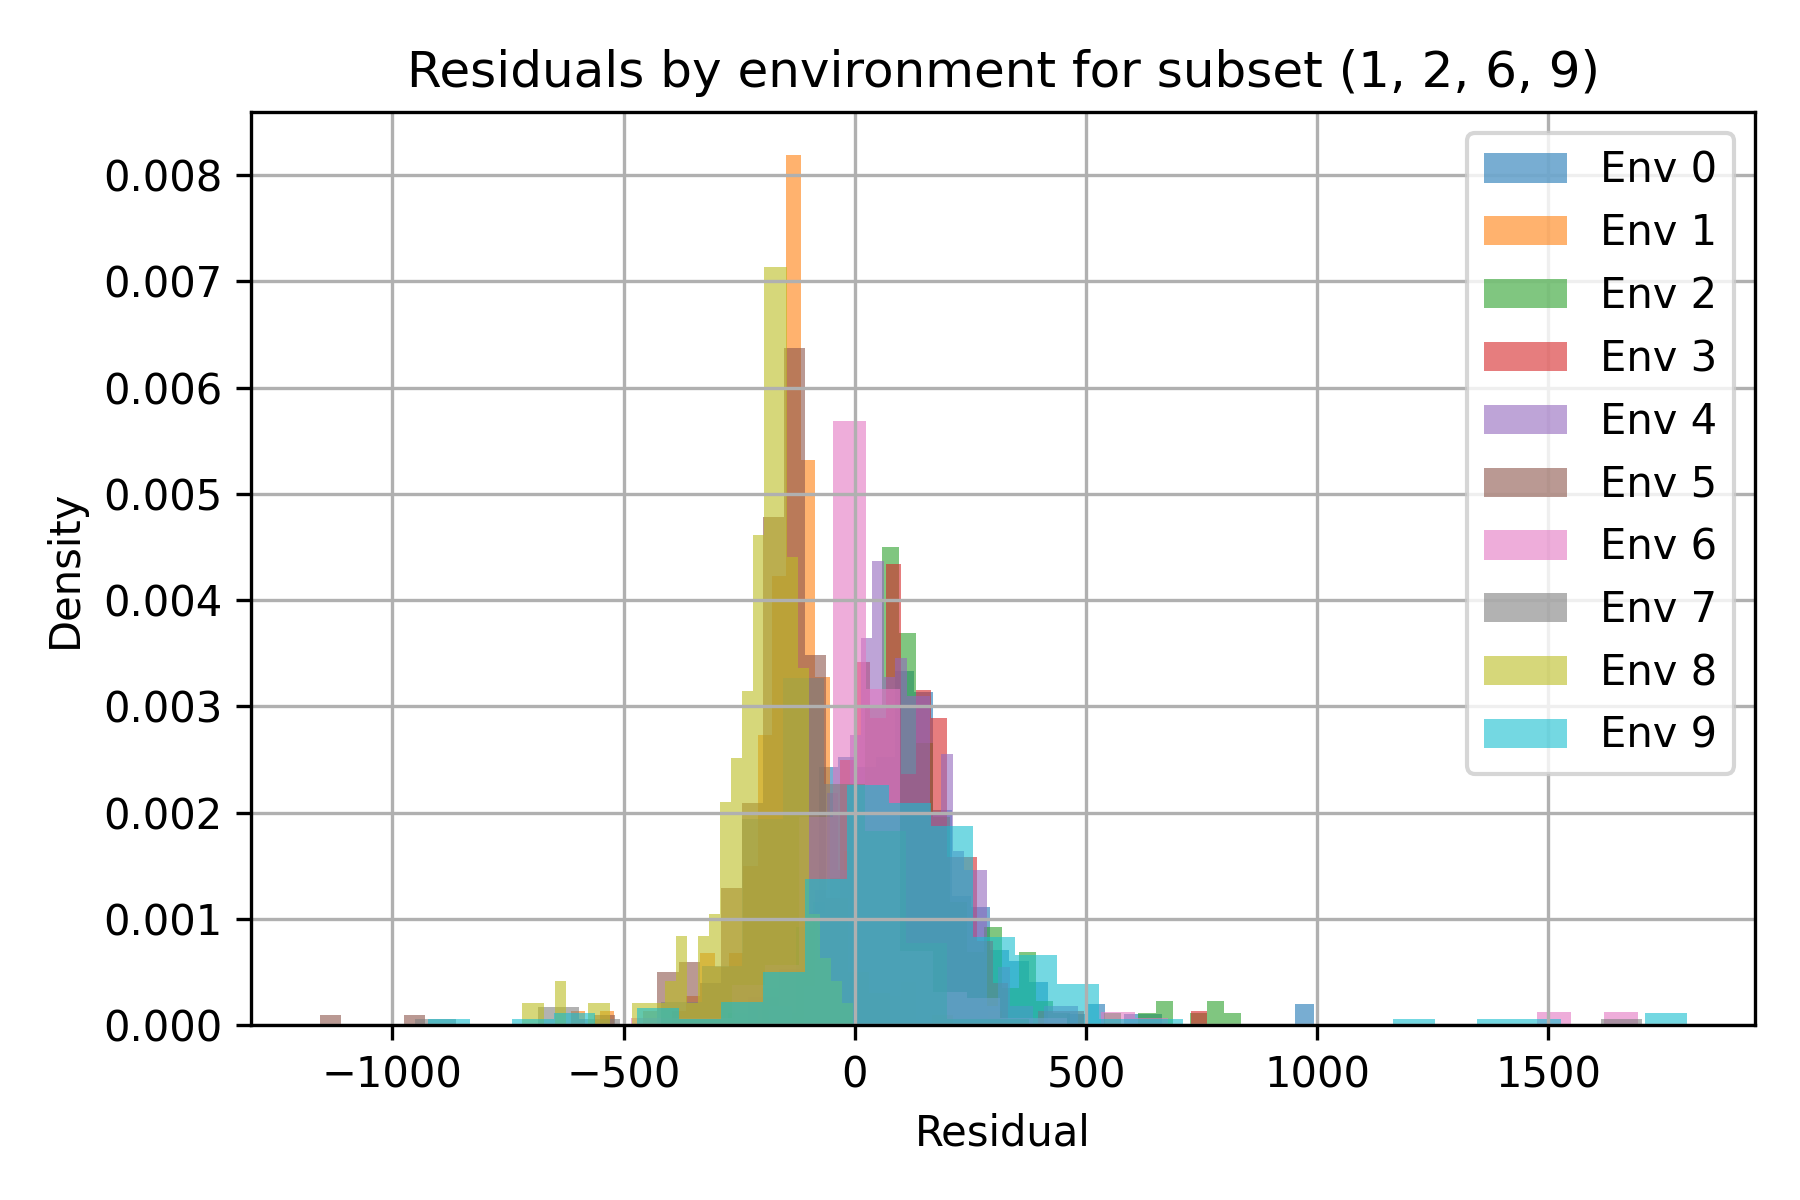 Residuals by environment for subset (1, 2, 6, 9)
0.008
0.007
0.006
0.005
0.004
0.003
0.002
0.001
0.000
Density
−1000
−500
0
500
1000
1500
Residual
Env 0
Env 1
Env 2
Env 3
Env 4
Env 5
Env 6
Env 7
Env 8
Env 9